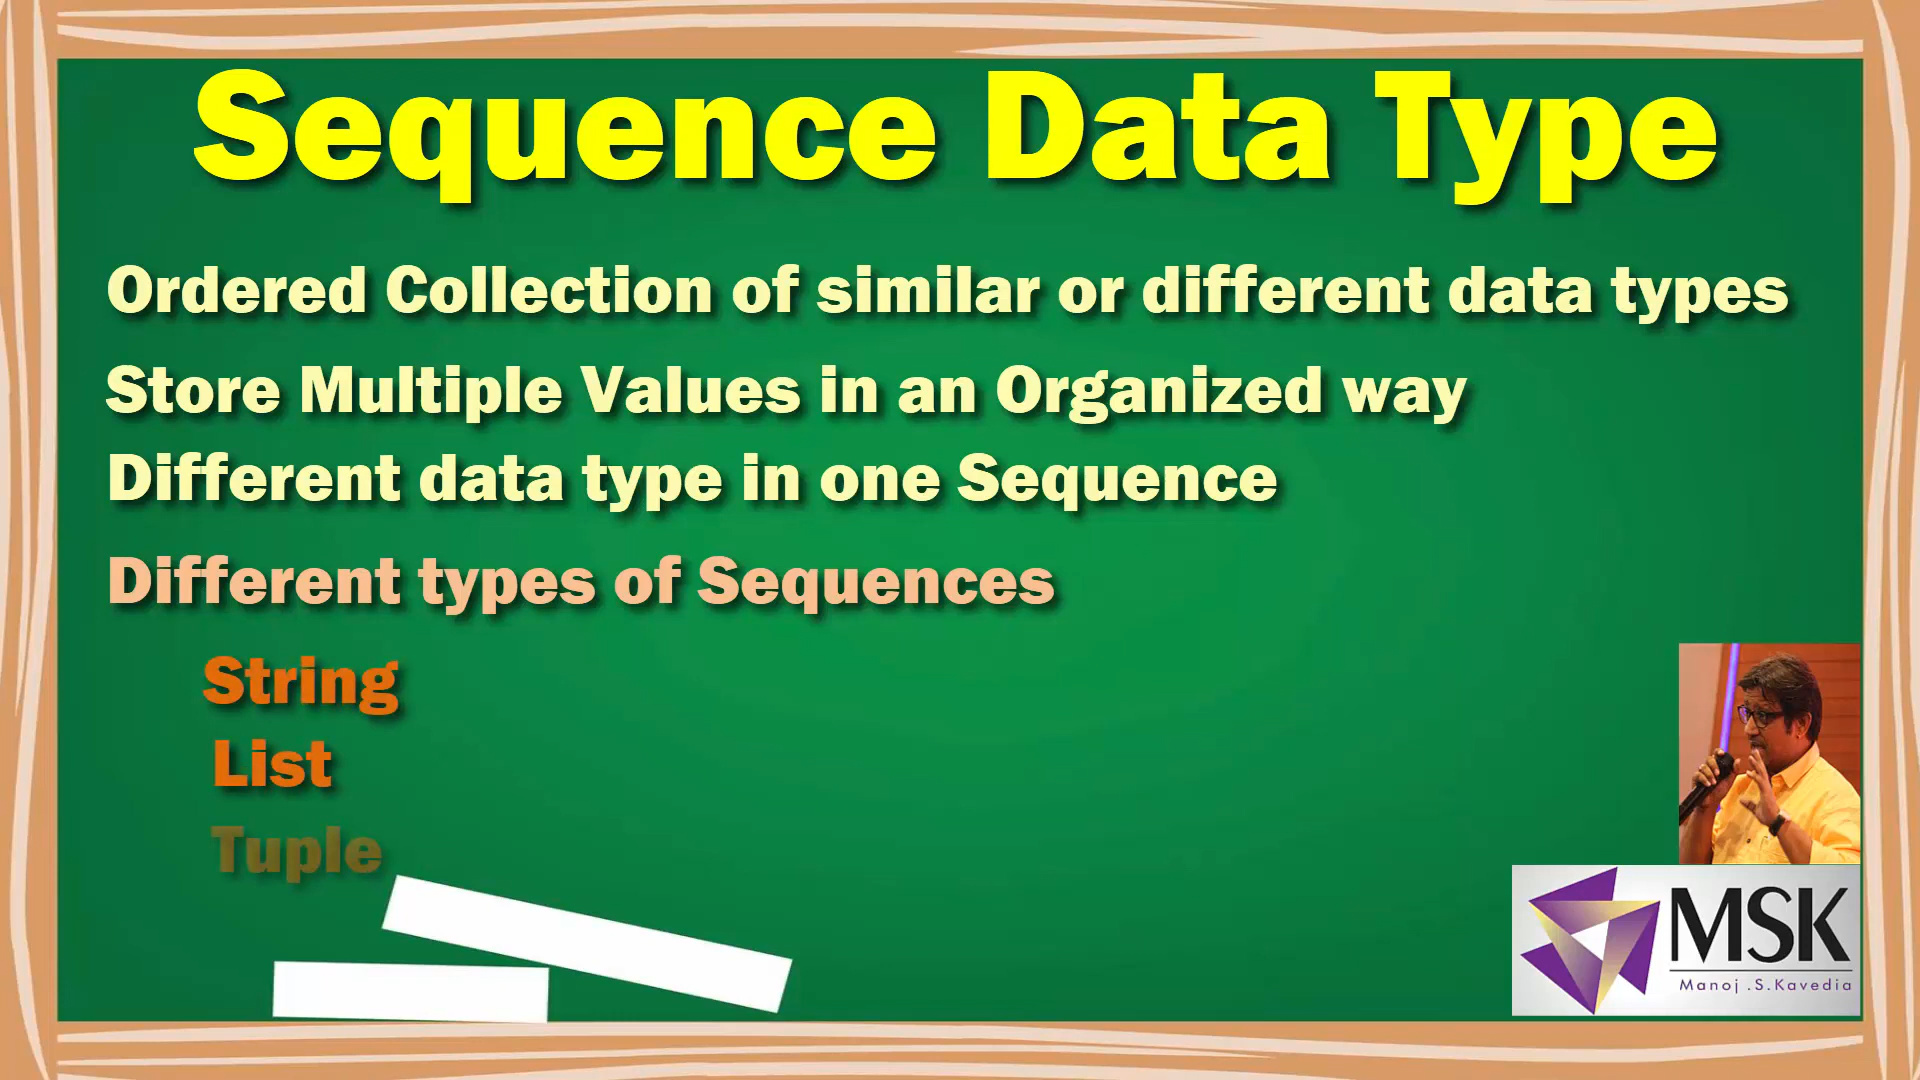 Sequence Data Type
Ordered Collection of similar or different data types
Store Multiple Values in an Organized way
Different data type in one Sequence
Different types of Sequences
String
List
Tuple
MSK
Manoj .S.Kavedia